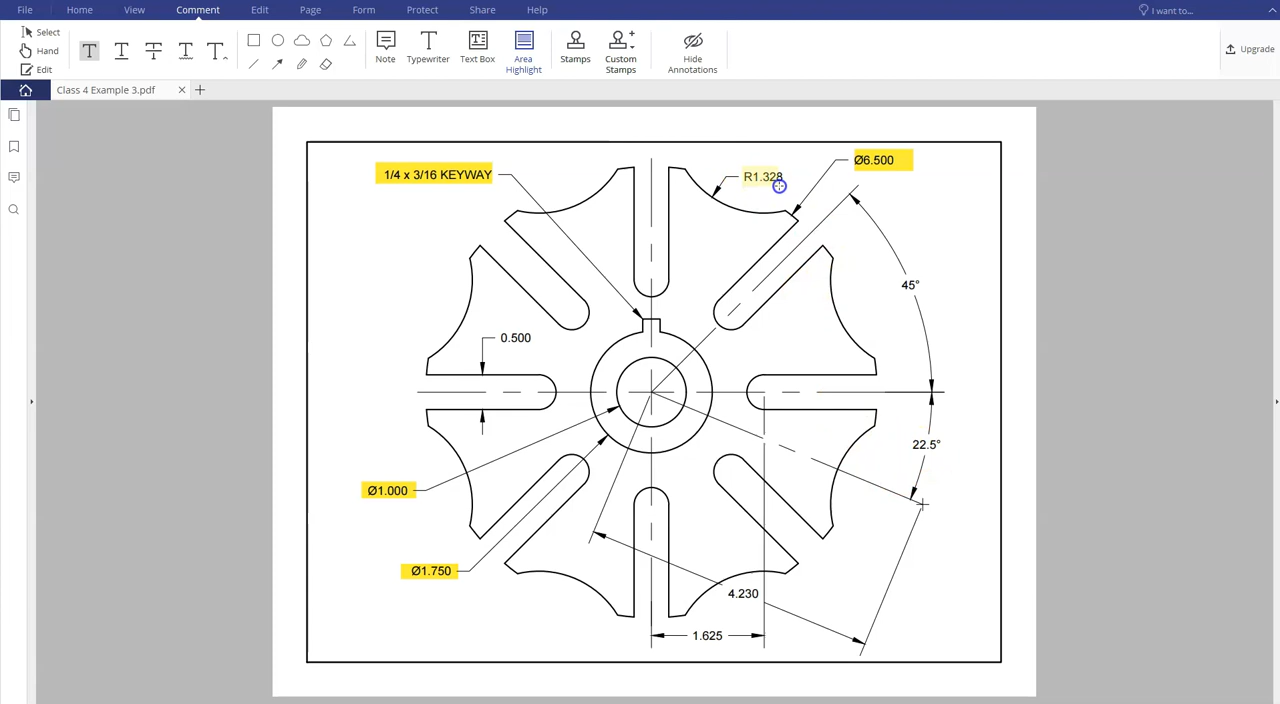 File Home View Comment Edit Page Form Protect Share Help I want to...
Select
Hand
Edit
T T T T T
Note Typewriter Text Box Area Highlight Stamps Custom Stamps Hide Annotations
Upgrade
Class 4 Example 3.pdf
1/4 x 3/16 KEYWAY
R1.328
Ø6.500
45°
0.500
22.5°
Ø1.000
Ø1.750
4.230
1.625